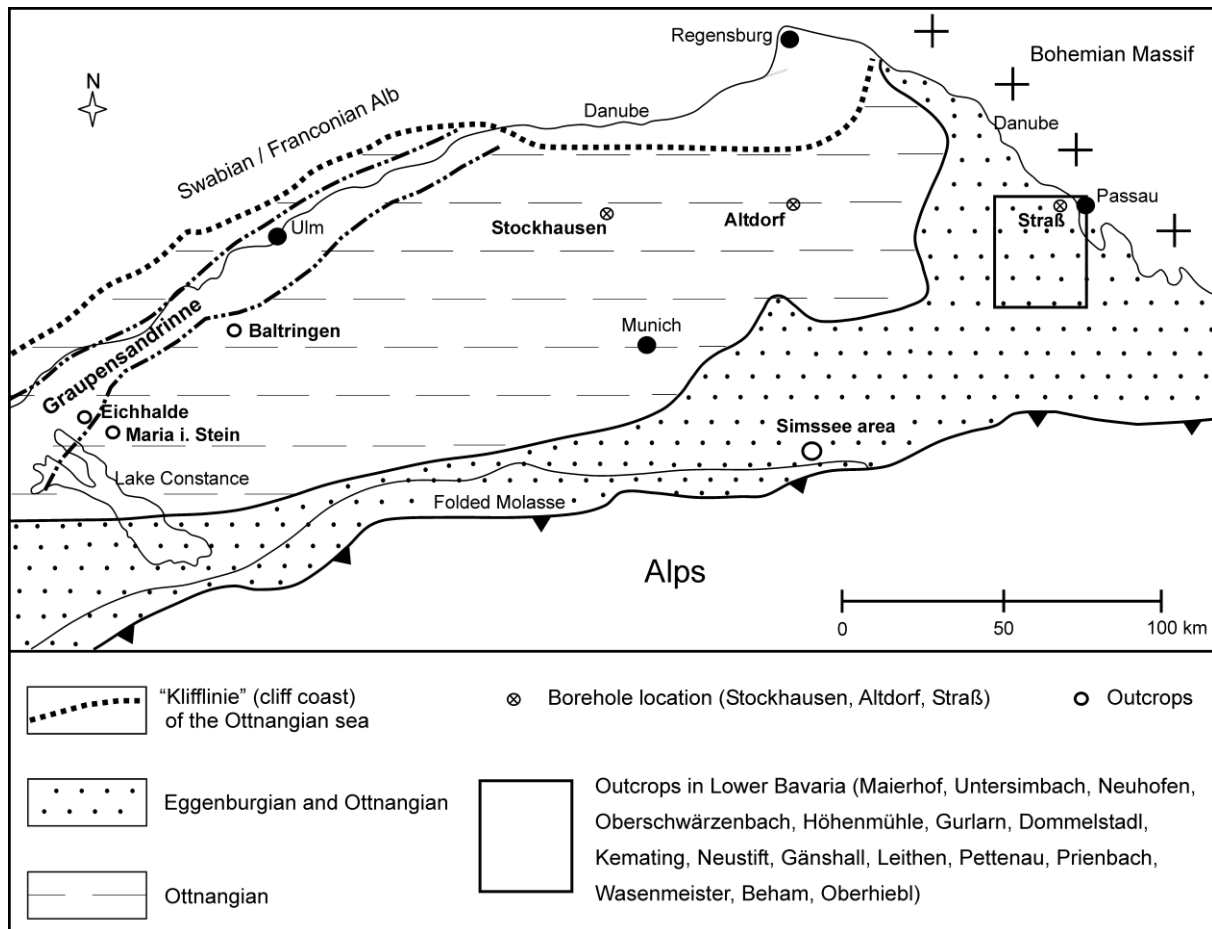 Regensburg
Bohemian Massif
N
Danube
Swabian / Franconian Alb
Danube
Passau
Straß
Stockhausen
Altdorf
Ulm
Graupensandrinne
Baltringen
Munich
Eichhalde
Maria i. Stein
Simssee area
Lake Constance
Folded Molasse
Alps
0 50 100 km
"Klifflinie" (cliff coast)
of the Ottnangian sea
Borehole location (Stockhausen, Altdorf, Straß)
Outcrops
Eggenburgian and Ottnangian
Ottnangian
Outcrops in Lower Bavaria (Maierhof, Untersimbach, Neuhofen,
Oberschwärzenbach, Höhenmühle, Gurlarn, Dommelstadl,
Kemating, Neustift, Gänshall, Leithen, Pettenau, Prienbach,
Wasenmeister, Beham, Oberhiebl)